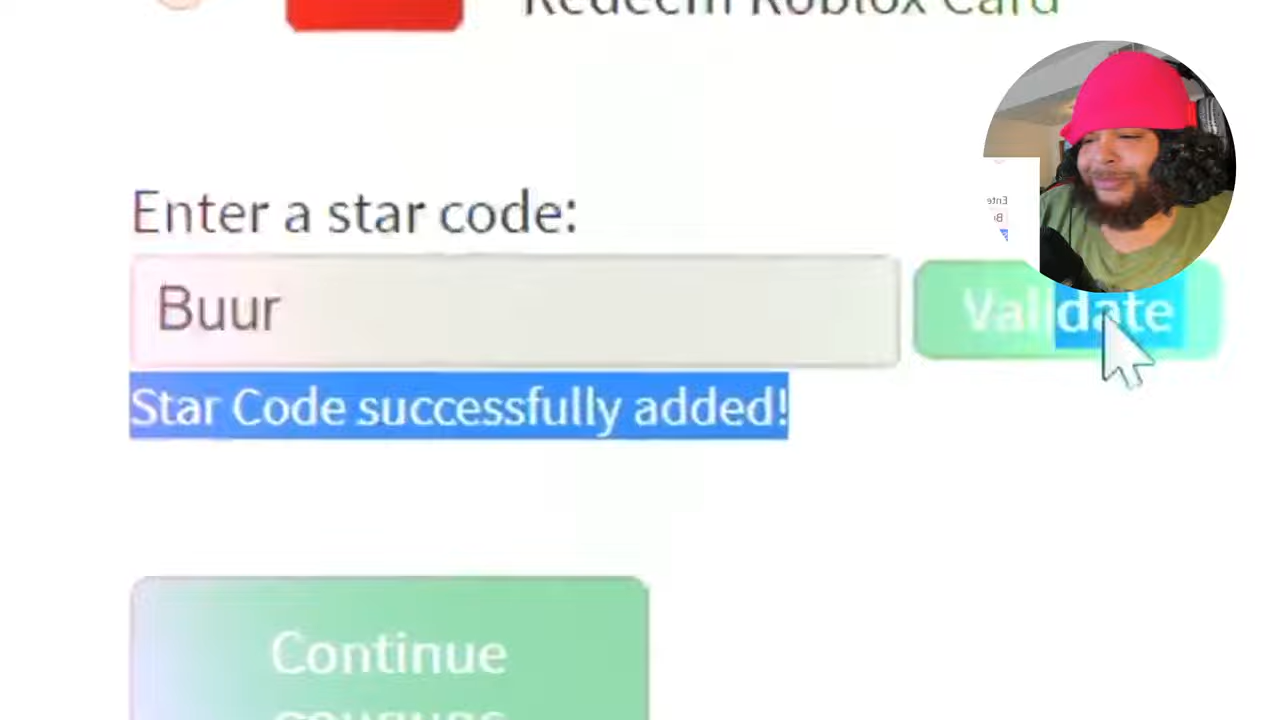 Redeem Roblox Card
Enter a star code:
Buur
Validate
Star Code successfully added!
Continue